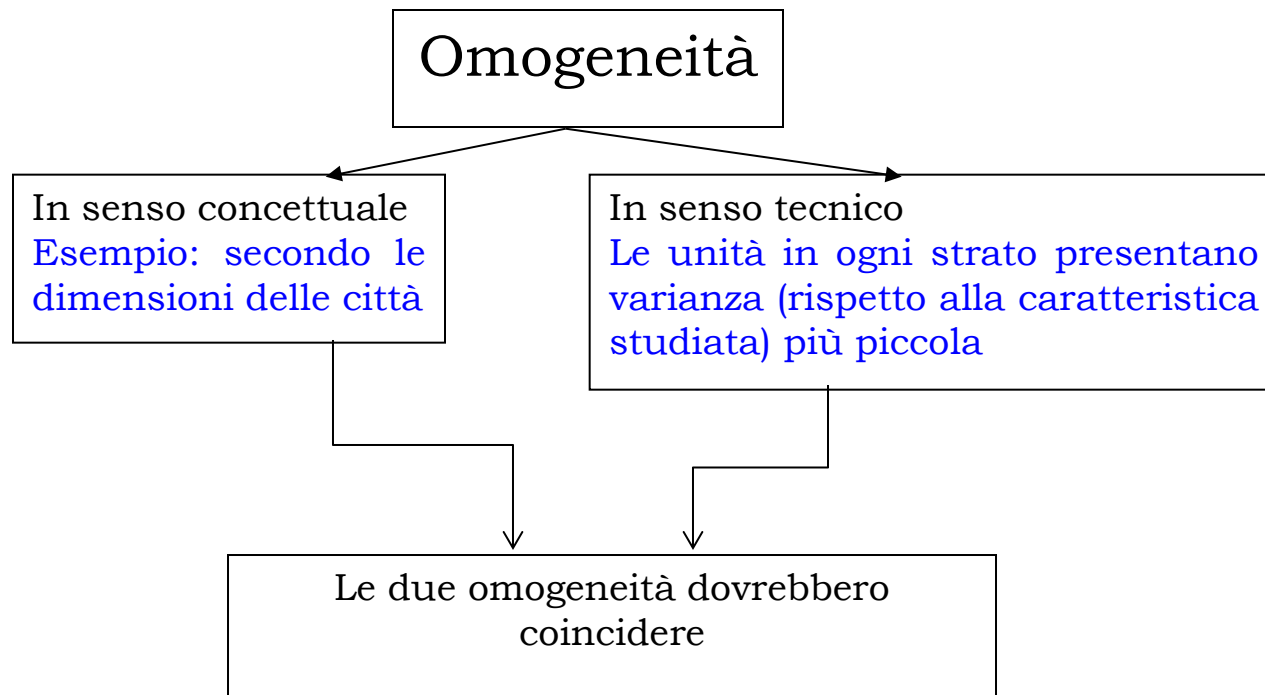 Omogeneità
In senso concettuale
Esempio: secondo le
dimensioni delle città
In senso tecnico
Le unità in ogni strato presentano
varianza (rispetto alla caratteristica
studiata) più piccola
Le due omogeneità dovrebbero
coincidere